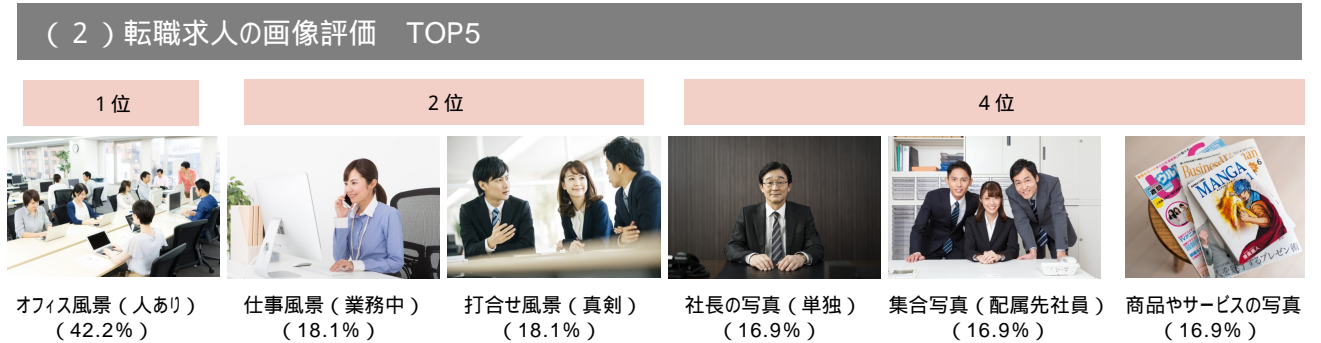 （２）転職求人の画像評価　TOP5
1位
2位
4位
Business Man
MANGA
オフィス風景（人あり）
（42.2％）
仕事風景（業務中）
（18.1％）
打合せ風景（真剣）
（18.1％）
社長の写真（単独）
（16.9％）
集合写真（配属先社員）
（16.9％）
商品やサービスの写真
（16.9％）